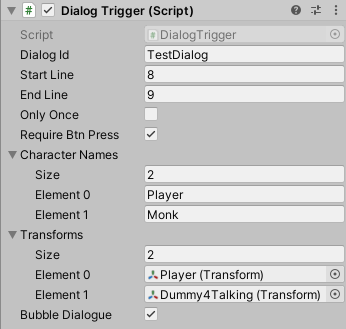 Dialog Trigger (Script)
Script DialogTrigger
Dialog Id TestDialog
Start Line 8
End Line 9
Only Once
Require Btn Press
Character Names
Size 2
Element 0 Player
Element 1 Monk
Transforms
Size 2
Element 0 Player (Transform)
Element 1 Dummy4Talking (Transform)
Bubble Dialogue